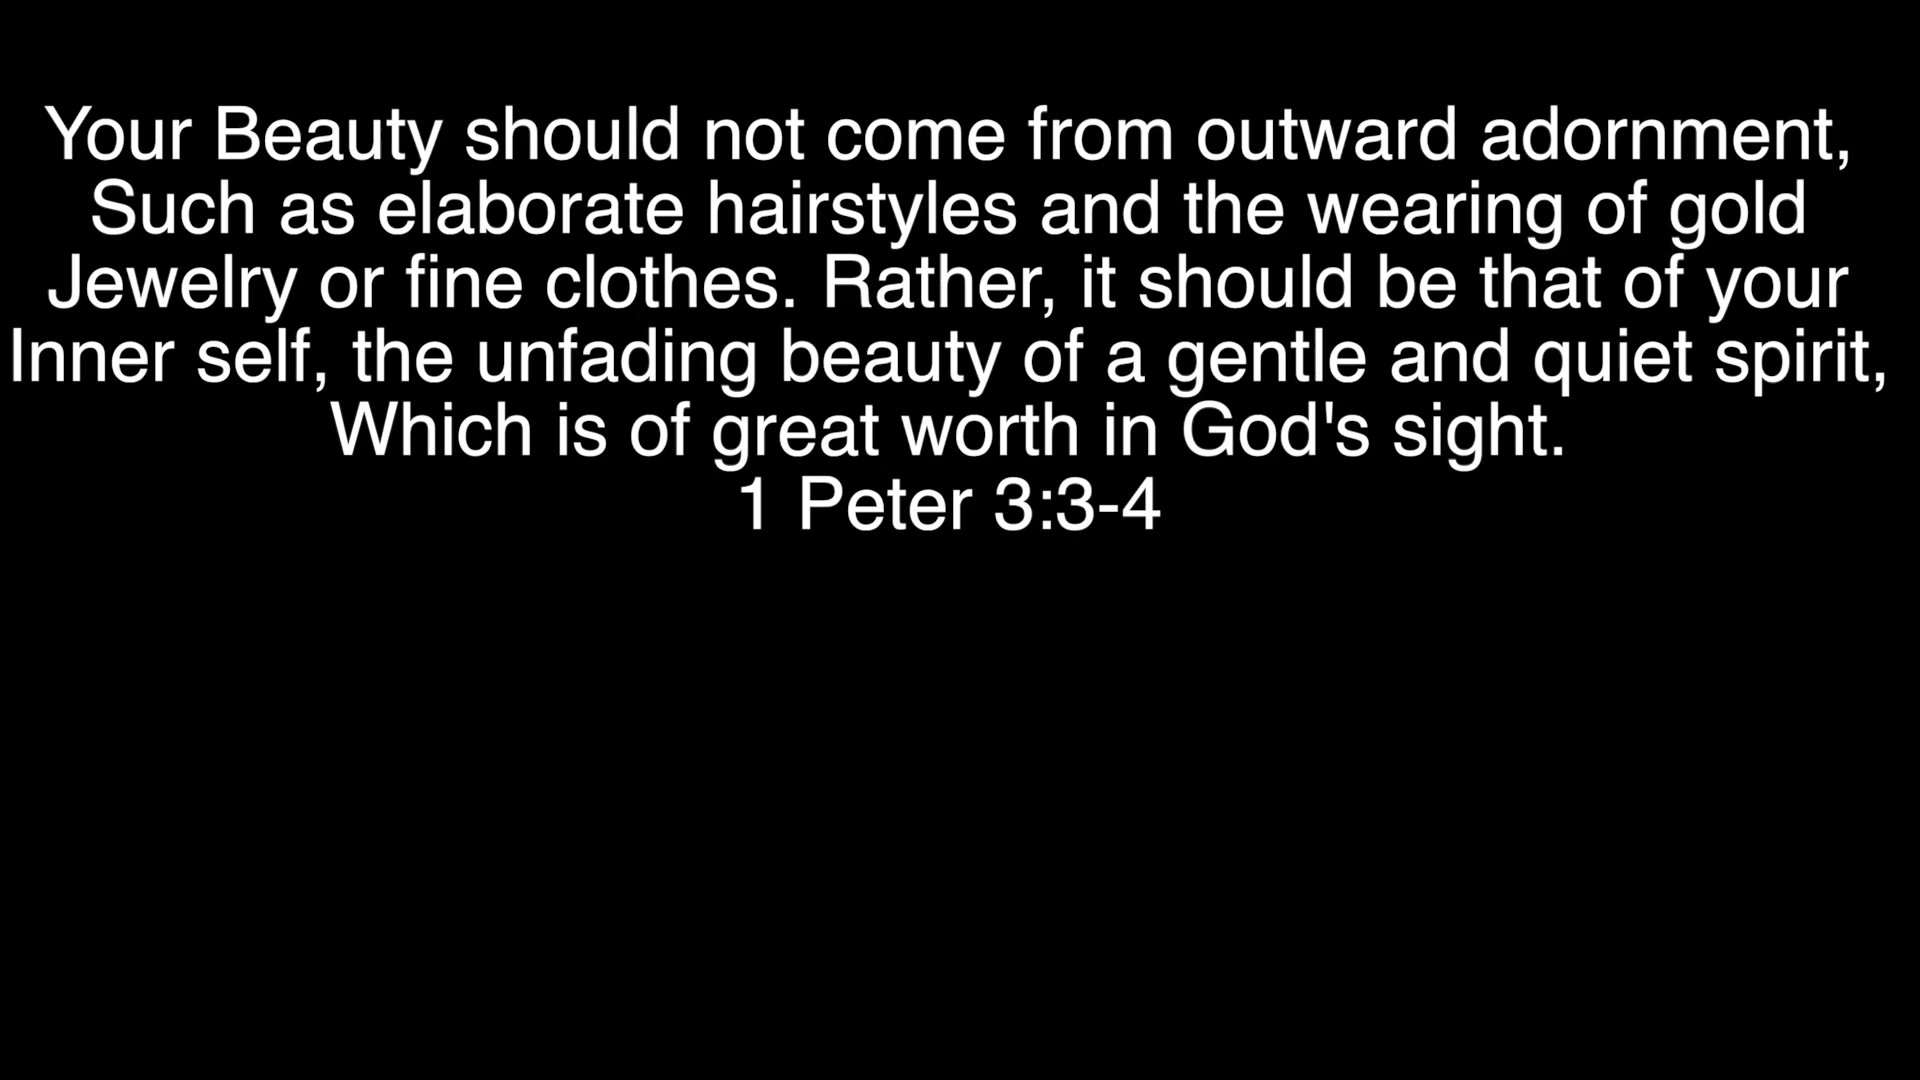 Your Beauty should not come from outward adornment,
Such as elaborate hairstyles and the wearing of gold
Jewelry or fine clothes. Rather, it should be that of your
Inner self, the unfading beauty of a gentle and quiet spirit,
Which is of great worth in God's sight.
1 Peter 3:3-4